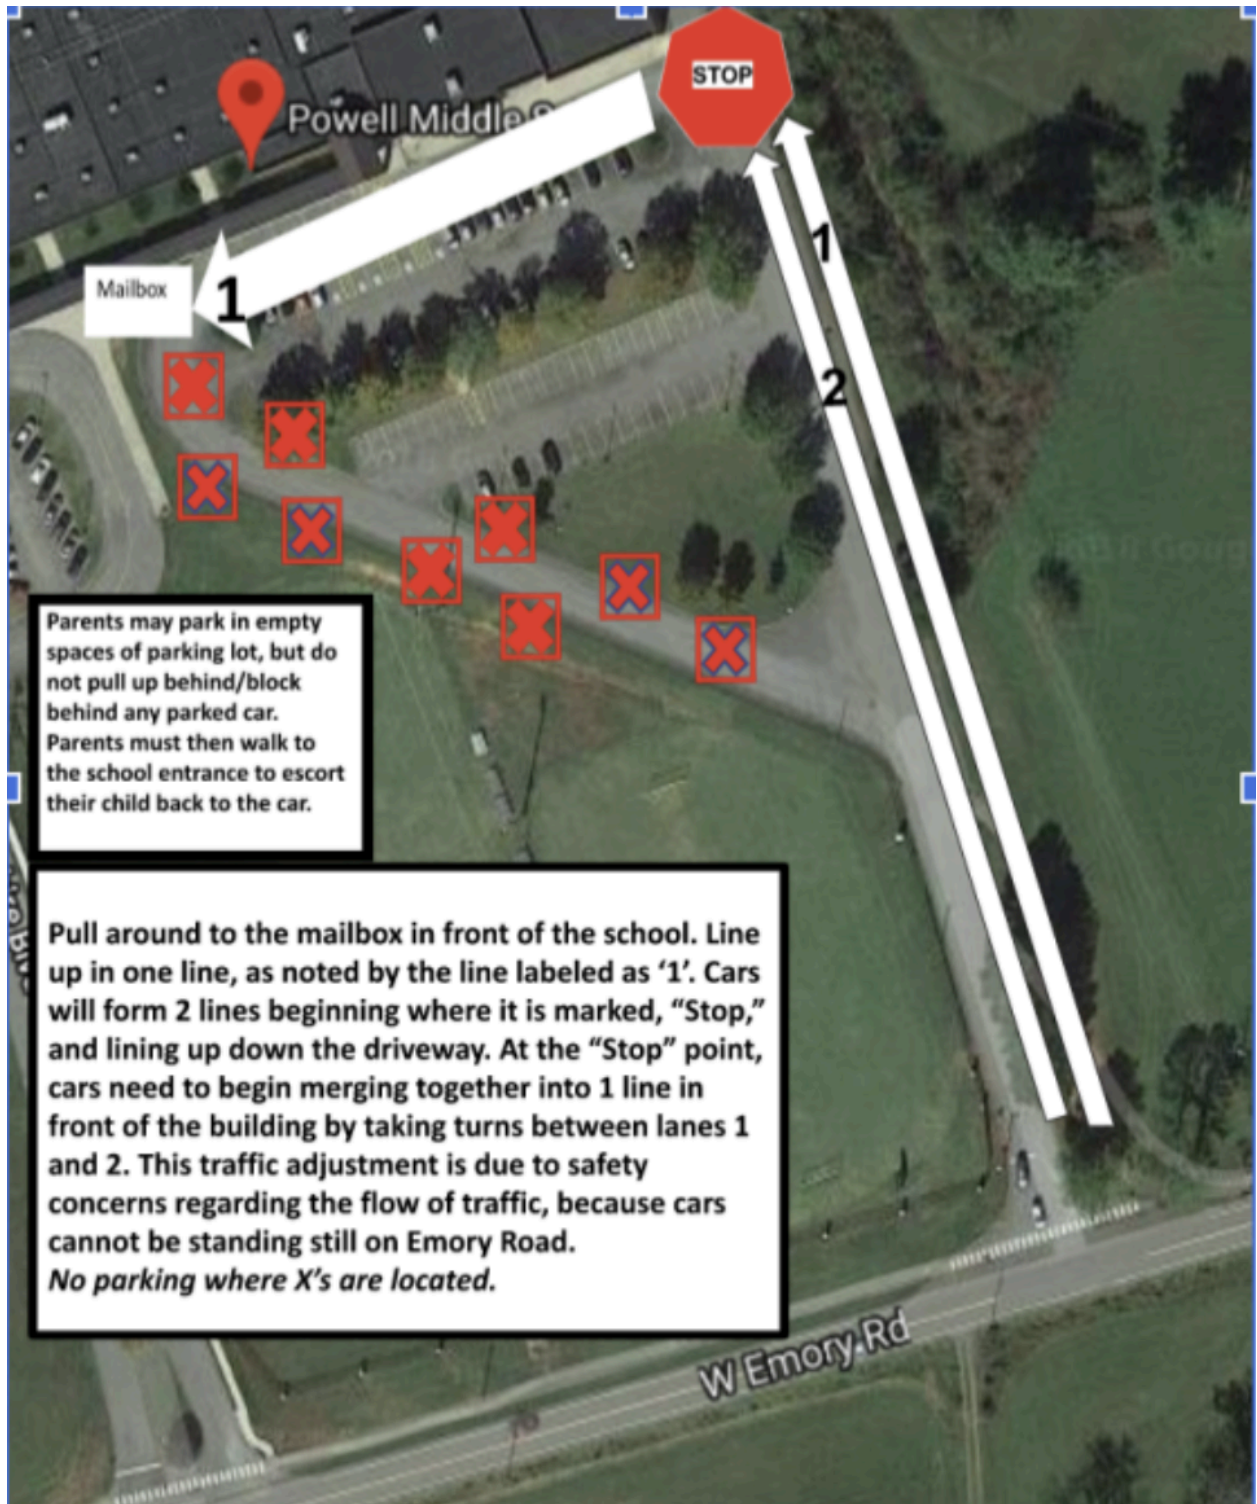 STOP
Powell Middle
1
Mailbox
1
2
Parents may park in empty
spaces of parking lot, but do
not pull up behind/block
behind any parked car.
Parents must then walk to
the school entrance to escort
their child back to the car.
Pull around to the mailbox in front of the school. Line
up in one line, as noted by the line labeled as ‘1’. Cars
will form 2 lines beginning where it is marked, “Stop,”
and lining up down the driveway. At the “Stop” point,
cars need to begin merging together into 1 line in
front of the building by taking turns between lanes 1
and 2. This traffic adjustment is due to safety
concerns regarding the flow of traffic, because cars
cannot be standing still on Emory Road.
No parking where X’s are located.
W Emory Rd